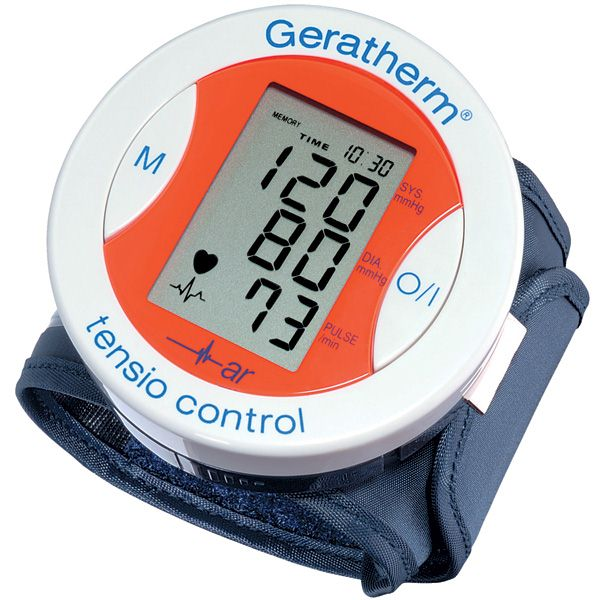 Geratherm®
M
MEMORY
TIME 10:30
120 SYS. mmHg
80 DIA. mmHg
73 PULSE /min
O/I
ar
tensio control